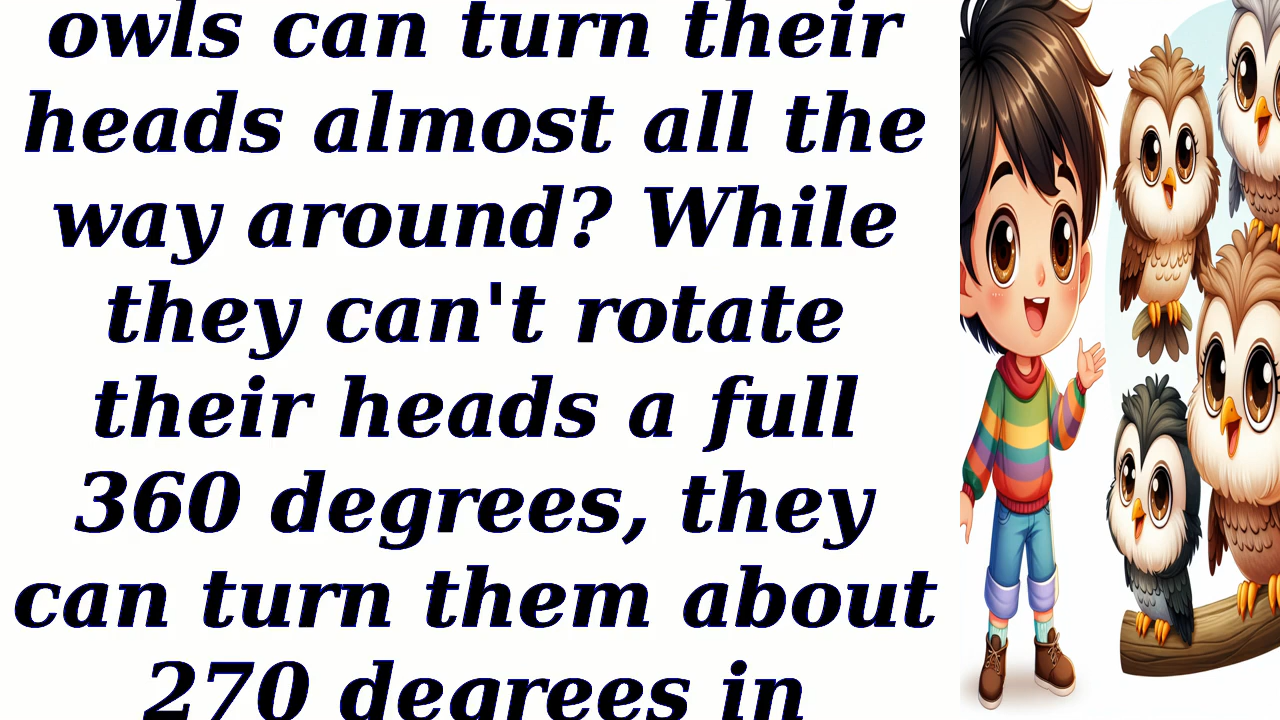 owls can turn their
heads almost all the
way around? While
they can't rotate
their heads a full
360 degrees, they
can turn them about
270 degrees in